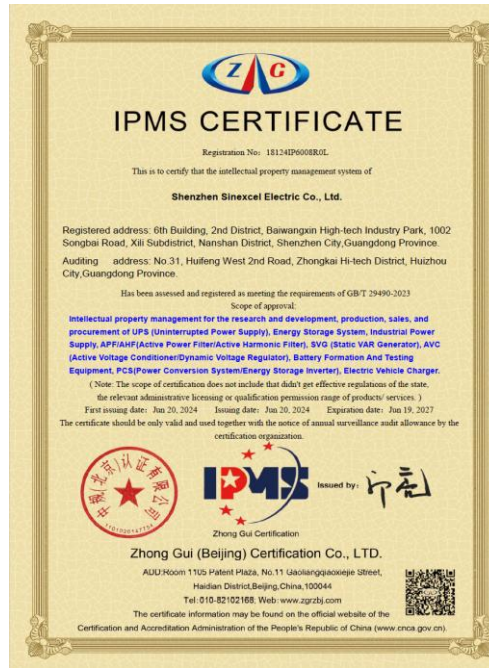 Z G
IPMS CERTIFICATE
Registration No: 18124IP6008R0L
This is to certify that the intellectual property management system of
Shenzhen Sinexcel Electric Co., Ltd.
Registered address: 6th Building, 2nd District, Baiwangxin High-tech Industry Park, 1002
Songbai Road, Xili Subdistrict, Nanshan District, Shenzhen City,Guangdong Province.
Auditing address: No.31, Huifeng West 2nd Road, Zhongkai Hi-tech District, Huizhou
City,Guangdong Province.
Has been assessed and registered as meeting the requirements of GB/T 29490-2023
Scope of approval:
Intellectual property management for the research and development, production, sales, and
procurement of UPS (Uninterrupted Power Supply), Energy Storage System, Industrial Power
Supply, APF/AHF(Active Power Filter/Active Harmonic Filter), SVG (Static VAR Generator), AVC
(Active Voltage Conditioner/Dynamic Voltage Regulator), Battery Formation And Testing
Equipment, PCS(Power Conversion System/Energy Storage Inverter), Electric Vehicle Charger.
( Note: The scope of certification does not include that didn't get effective regulations of the state,
the relevant administrative licensing or qualification permission range of products/ services. )
First issuing date: Jun 20, 2024 Issuing date: Jun 20, 2024 Expiration date: Jun 19, 2027
The certificate should be only valid and used together with the notice of annual surveillance audit allowance by the
certification organization.
中规(北京)认证有限公司
IPMS
Issued by:
Zhong Gui Certification
Zhong Gui (Beijing) Certification Co., LTD.
ADD:Room 1105 Patent Plaza, No.11 Gaoliangqiaoxiejie Street,
Haidian District,Beijing,China,100044
Tel:010-82102168; Web:www.zgrzbj.com
The certificate information may be found on the official website of the
Certification and Accreditation Administration of the People's Republic of China (www.cnca.gov.cn).